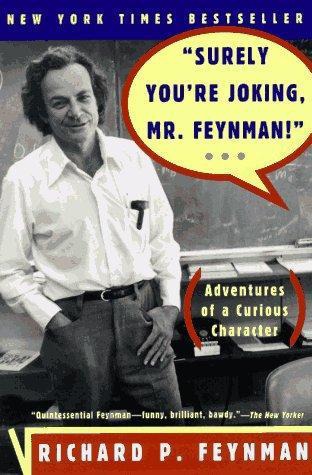 NEW YORK TIMES BESTSELLER
"SURELY
YOU'RE JOKING,
MR. FEYNMAN!"
(Adventures
of a Curious
Character)
"Quintessential Feynman—funny, brilliant, bawdy."—The New Yorker
RICHARD P. FEYNMAN